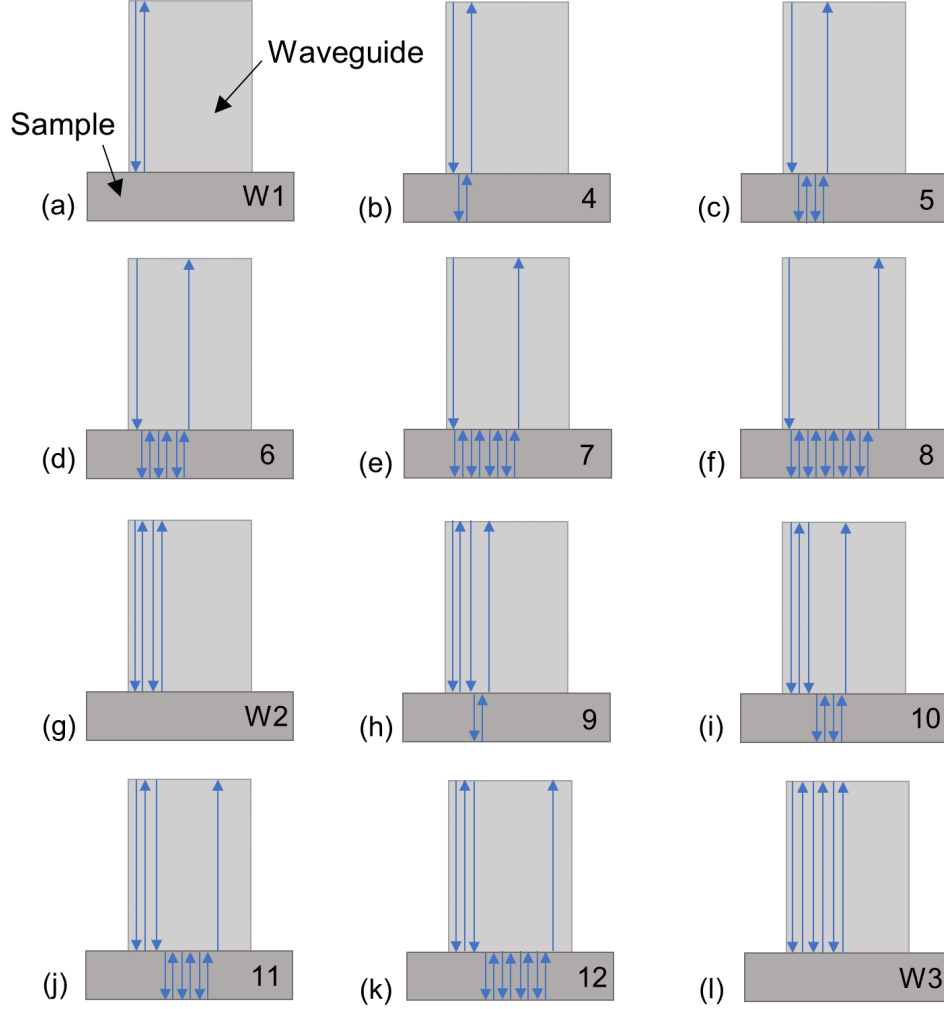 Waveguide
Sample
(a) W1
(b) 4
(c) 5
(d) 6
(e) 7
(f) 8
(g) W2
(h) 9
(i) 10
(j) 11
(k) 12
(l) W3